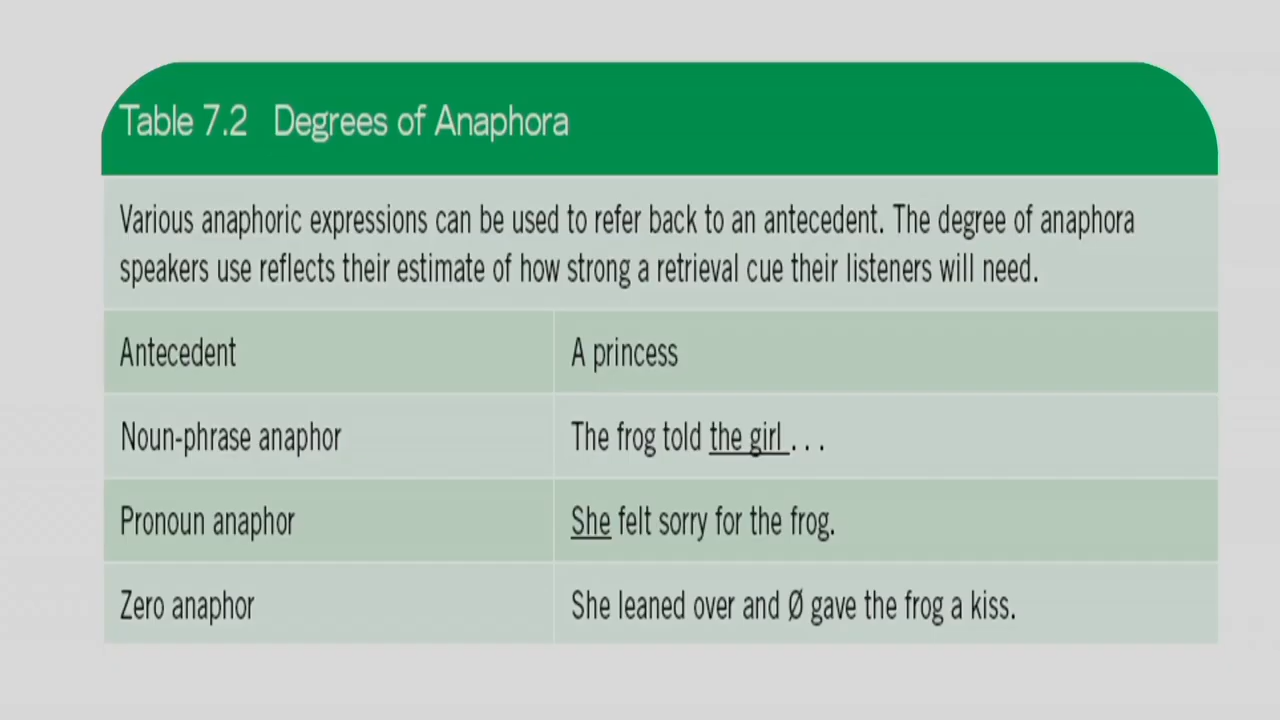 Table 7.2 Degrees of Anaphora
Various anaphoric expressions can be used to refer back to an antecedent. The degree of anaphora
speakers use reflects their estimate of how strong a retrieval cue their listeners will need.
Antecedent A princess
Noun-phrase anaphor The frog told the girl . . .
Pronoun anaphor She felt sorry for the frog.
Zero anaphor She leaned over and Ø gave the frog a kiss.